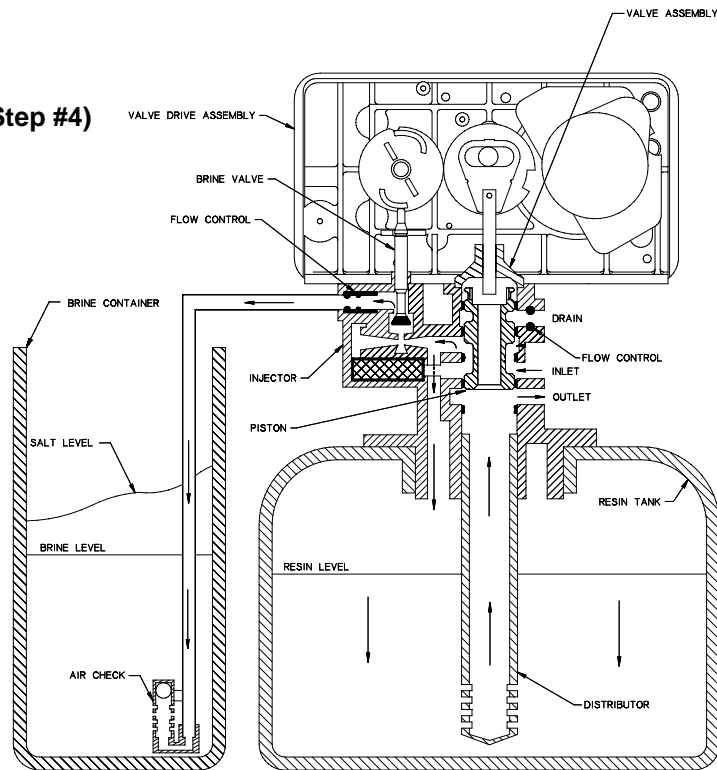 VALVE ASSEMBLY
Step #4)
VALVE DRIVE ASSEMBLY
BRINE VALVE
FLOW CONTROL
BRINE CONTAINER
DRAIN
FLOW CONTROL
INJECTOR
INLET
OUTLET
PISTON
SALT LEVEL
RESIN TANK
BRINE LEVEL
RESIN LEVEL
AIR CHECK
DISTRIBUTOR